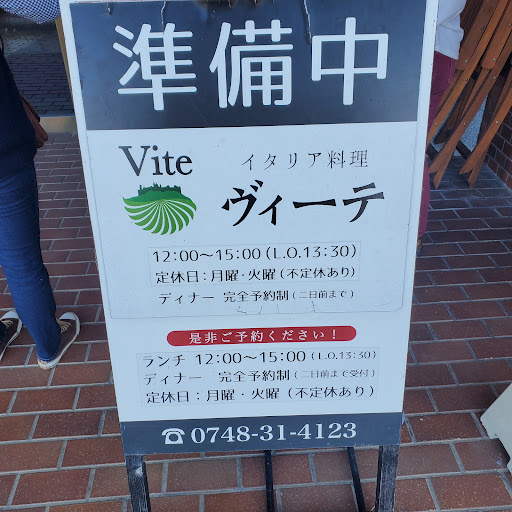 準備中
Vite
イタリア料理
ヴィーテ
12:00～15:00(L.O.13:30)
定休日:月曜・火曜(不定休あり)
ディナー 完全予約制(二日前まで)
是非ご予約ください!
ランチ 12:00～15:00(L.O.13:30)
ディナー 完全予約制(二日前まで受付)
定休日:月曜・火曜(不定休あり)
☎0748-31-4123